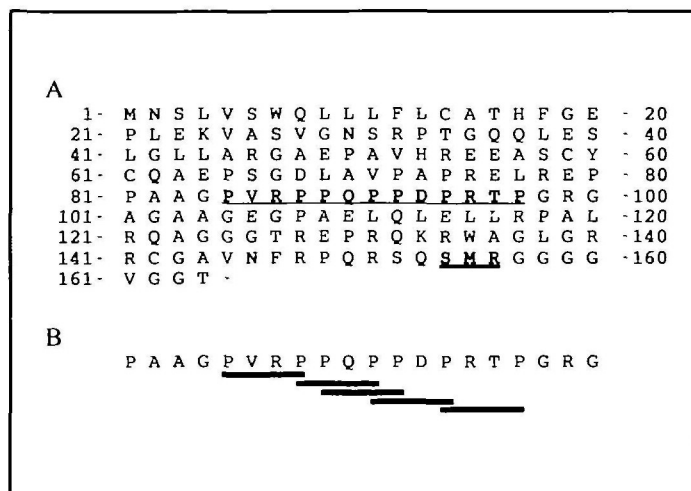 A
1- M N S L V S W Q L L L F L C A T H F G E - 20
21- P L E K V A S V G N S R P T G Q Q L E S - 40
41- L G L L A R G A E P A V H R E E A S C Y - 60
61- C Q A E P S G D L A V P A P R E L R E P - 80
81- P A A G P V R P P Q P P D P R T P G R G -100
101- A G A A G E G P A E L Q L E L L R P A L -120
121- R Q A G G G T R E P R Q K R W A G L G R -140
141- R C G A V N F R P Q R S Q S M R G G G G -160
161- V G G T -
B
P A A G P V R P P Q P P D P R T P G R G